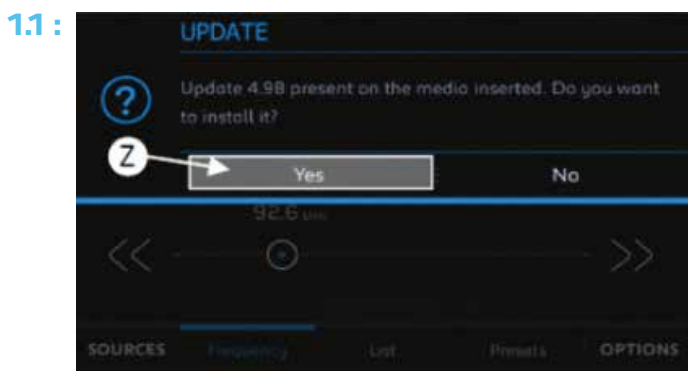 1.1 :
UPDATE
Update 4.98 present on the media inserted. Do you want
to install it?
Z
Yes
No
92.6 MHz
SOURCES Frequency List Presets OPTIONS